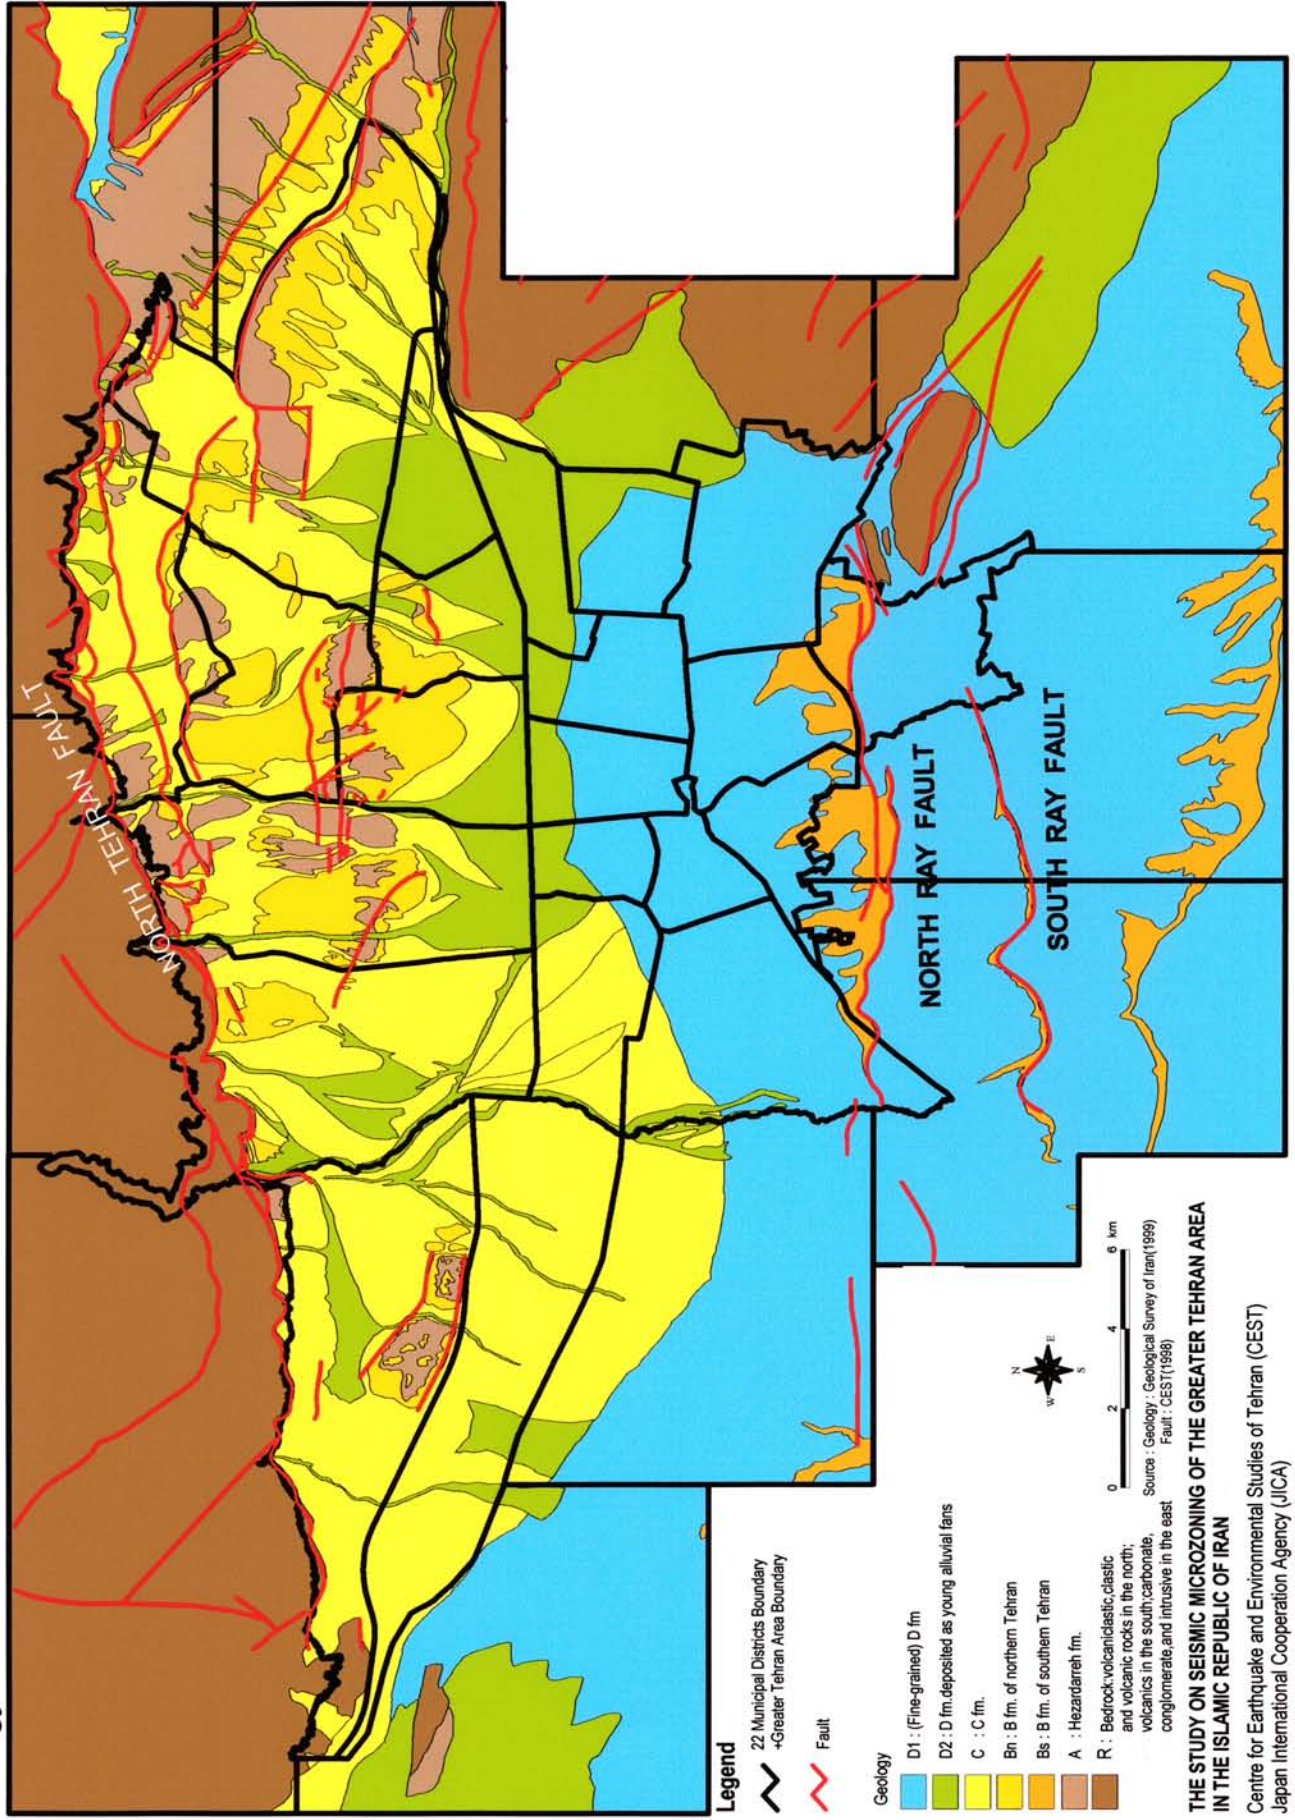 NORTH TEHRAN FAULT
NORTH RAY FAULT
SOUTH RAY FAULT
Legend
22 Municipal Districts Boundary
+Greater Tehran Area Boundary
Fault
Geology
D1 : (Fine-grained) D fm
D2 : D fm.deposited as young alluvial fans
C : C fm.
Bn : B fm. of northern Tehran
Bs : B fm. of southern Tehran
A : Hezardarreh fm.
R : Bedrock:volcaniclastic,clastic
and volcanic rocks in the north;
volcanics in the south;carbonate,
conglomerate,and intrusive in the east
N
W
E
S
0 2 4 6 km
Source : Geology : Geological Survey of Iran(1999)
Fault : CEST(1998)
THE STUDY ON SEISMIC MICROZONING OF THE GREATER TEHRAN AREA
IN THE ISLAMIC REPUBLIC OF IRAN
Centre for Earthquake and Environmental Studies of Tehran (CEST)
Japan International Cooperation Agency (JICA)